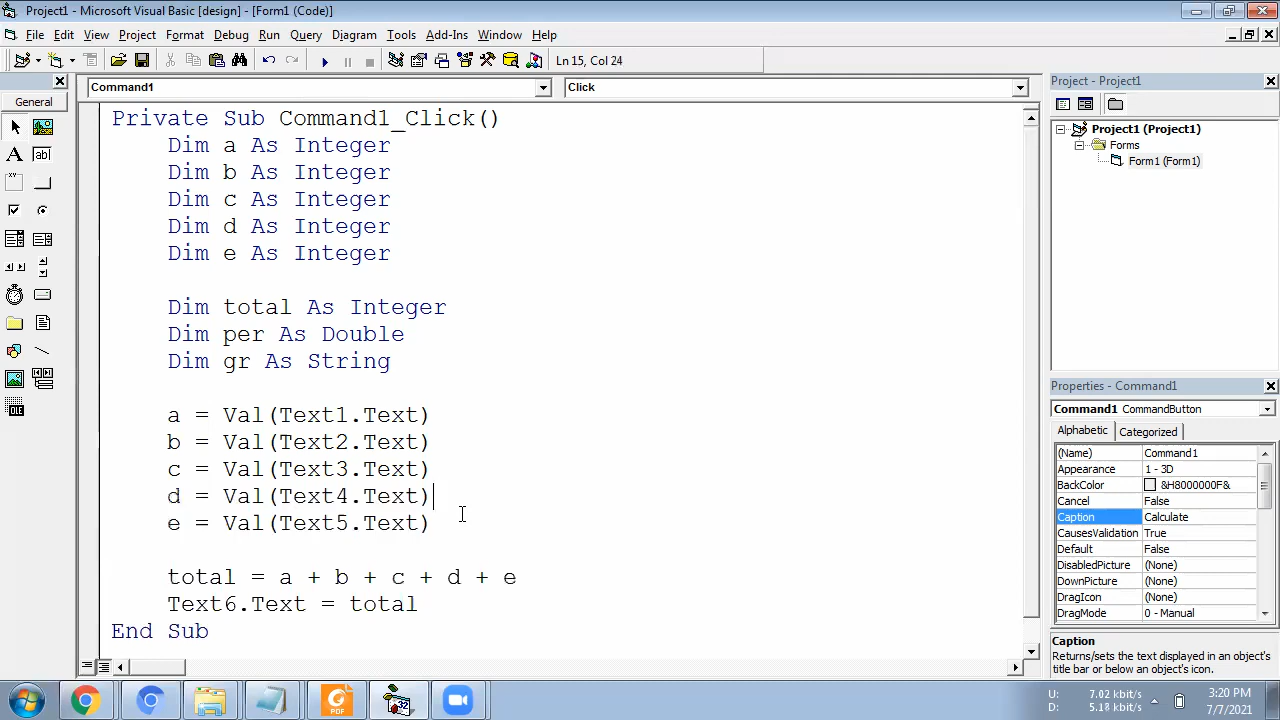 Project1 - Microsoft Visual Basic [design] - [Form1 (Code)]
File Edit View Project Format Debug Run Query Diagram Tools Add-Ins Window Help
Ln 15, Col 24
General
Command1
Click
Private Sub Command1_Click()
Dim a As Integer
Dim b As Integer
Dim c As Integer
Dim d As Integer
Dim e As Integer
Dim total As Integer
Dim per As Double
Dim gr As String
a = Val(Text1.Text)
b = Val(Text2.Text)
c = Val(Text3.Text)
d = Val(Text4.Text)
e = Val(Text5.Text)
total = a + b + c + d + e
Text6.Text = total
End Sub
A
ab|
OLE
Project - Project1
Project1 (Project1)
Forms
Form1 (Form1)
Properties - Command1
Command1 CommandButton
Alphabetic Categorized
(Name) Command1
Appearance 1 - 3D
BackColor &H8000000F&
Cancel False
Caption Calculate
CausesValidation True
Default False
DisabledPicture (None)
DownPicture (None)
DragIcon (None)
DragMode 0 - Manual
Caption
Returns/sets the text displayed in an object's
title bar or below an object's icon.
PDF
32
U: 7.02 kbit/s
D: 5.18 kbit/s
3:20 PM
7/7/2021